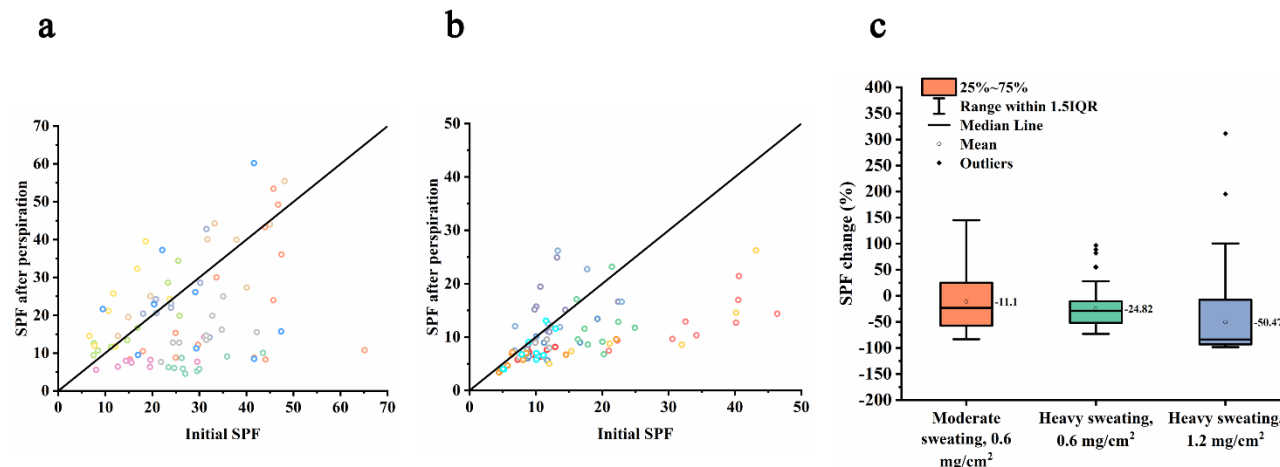 a
b
c
70
60
50
40
30
20
10
0
SPF after perspiration
0 10 20 30 40 50 60 70
Initial SPF
50
40
30
20
10
0
SPF after perspiration
0 10 20 30 40 50
Initial SPF
400
350
300
250
200
150
100
50
0
-50
-100
-150
-200
SPF change (%)
25%~75%
Range within 1.5IQR
Median Line
Mean
Outliers
-11.1
-24.82
-50.47
Moderate
sweating, 0.6
mg/cm²
Heavy sweating,
0.6 mg/cm²
Heavy sweating,
1.2 mg/cm²